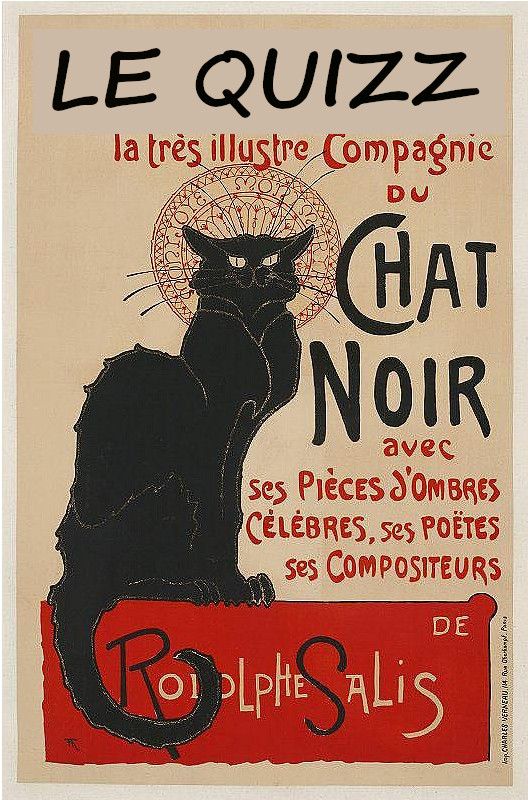 LE QUIZZ
la très illustre Compagnie
DU
CHAT
NOIR
avec
ses PIÈCES d'OMBRES
CÉLÈBRES, ses POËTES
ses COMPOSITEURS
DE
RODOLPHE SALIS